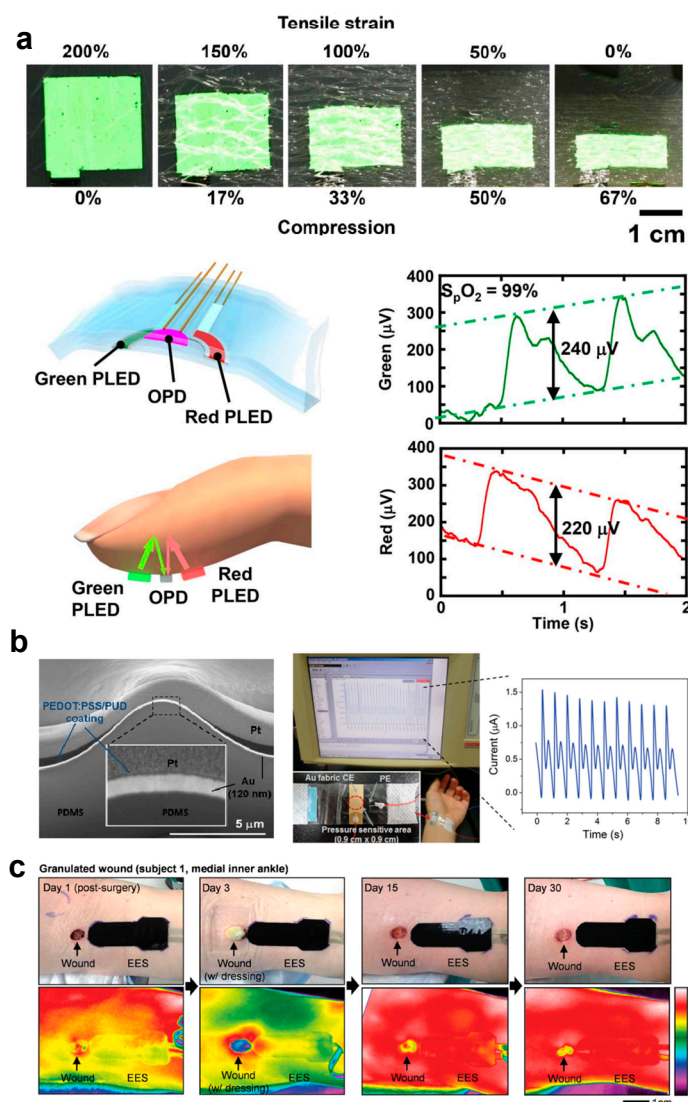 a
Tensile strain
200% 150% 100% 50% 0%
0% 17% 33% 50% 67%
Compression
1 cm
Green PLED
OPD
Red PLED
Green
PLED
OPD
Red
PLED
SpO2 = 99%
Green (μV)
400
300
200
100
0
240 μV
Red (μV)
400
300
200
100
0
220 μV
0 1 2
Time (s)
b
PEDOT:PSS/PUD
coating
Pt
Pt
Au
(120 nm)
PDMS
PDMS
5 μm
Au fabric CE
PE
Pressure sensitive area
(0.9 cm x 0.9 cm)
Current (μA)
1.5
1.0
0.5
0.0
0 2 4 6 8
Time (s)
c
Granulated wound (subject 1, medial inner ankle)
Day 1 (post-surgery)
Day 3
Day 15
Day 30
Wound EES
Wound EES
(w/ dressing)
Wound EES
Wound EES
Wound EES
Wound
(w/ dressing) EES
Wound EES
Wound EES